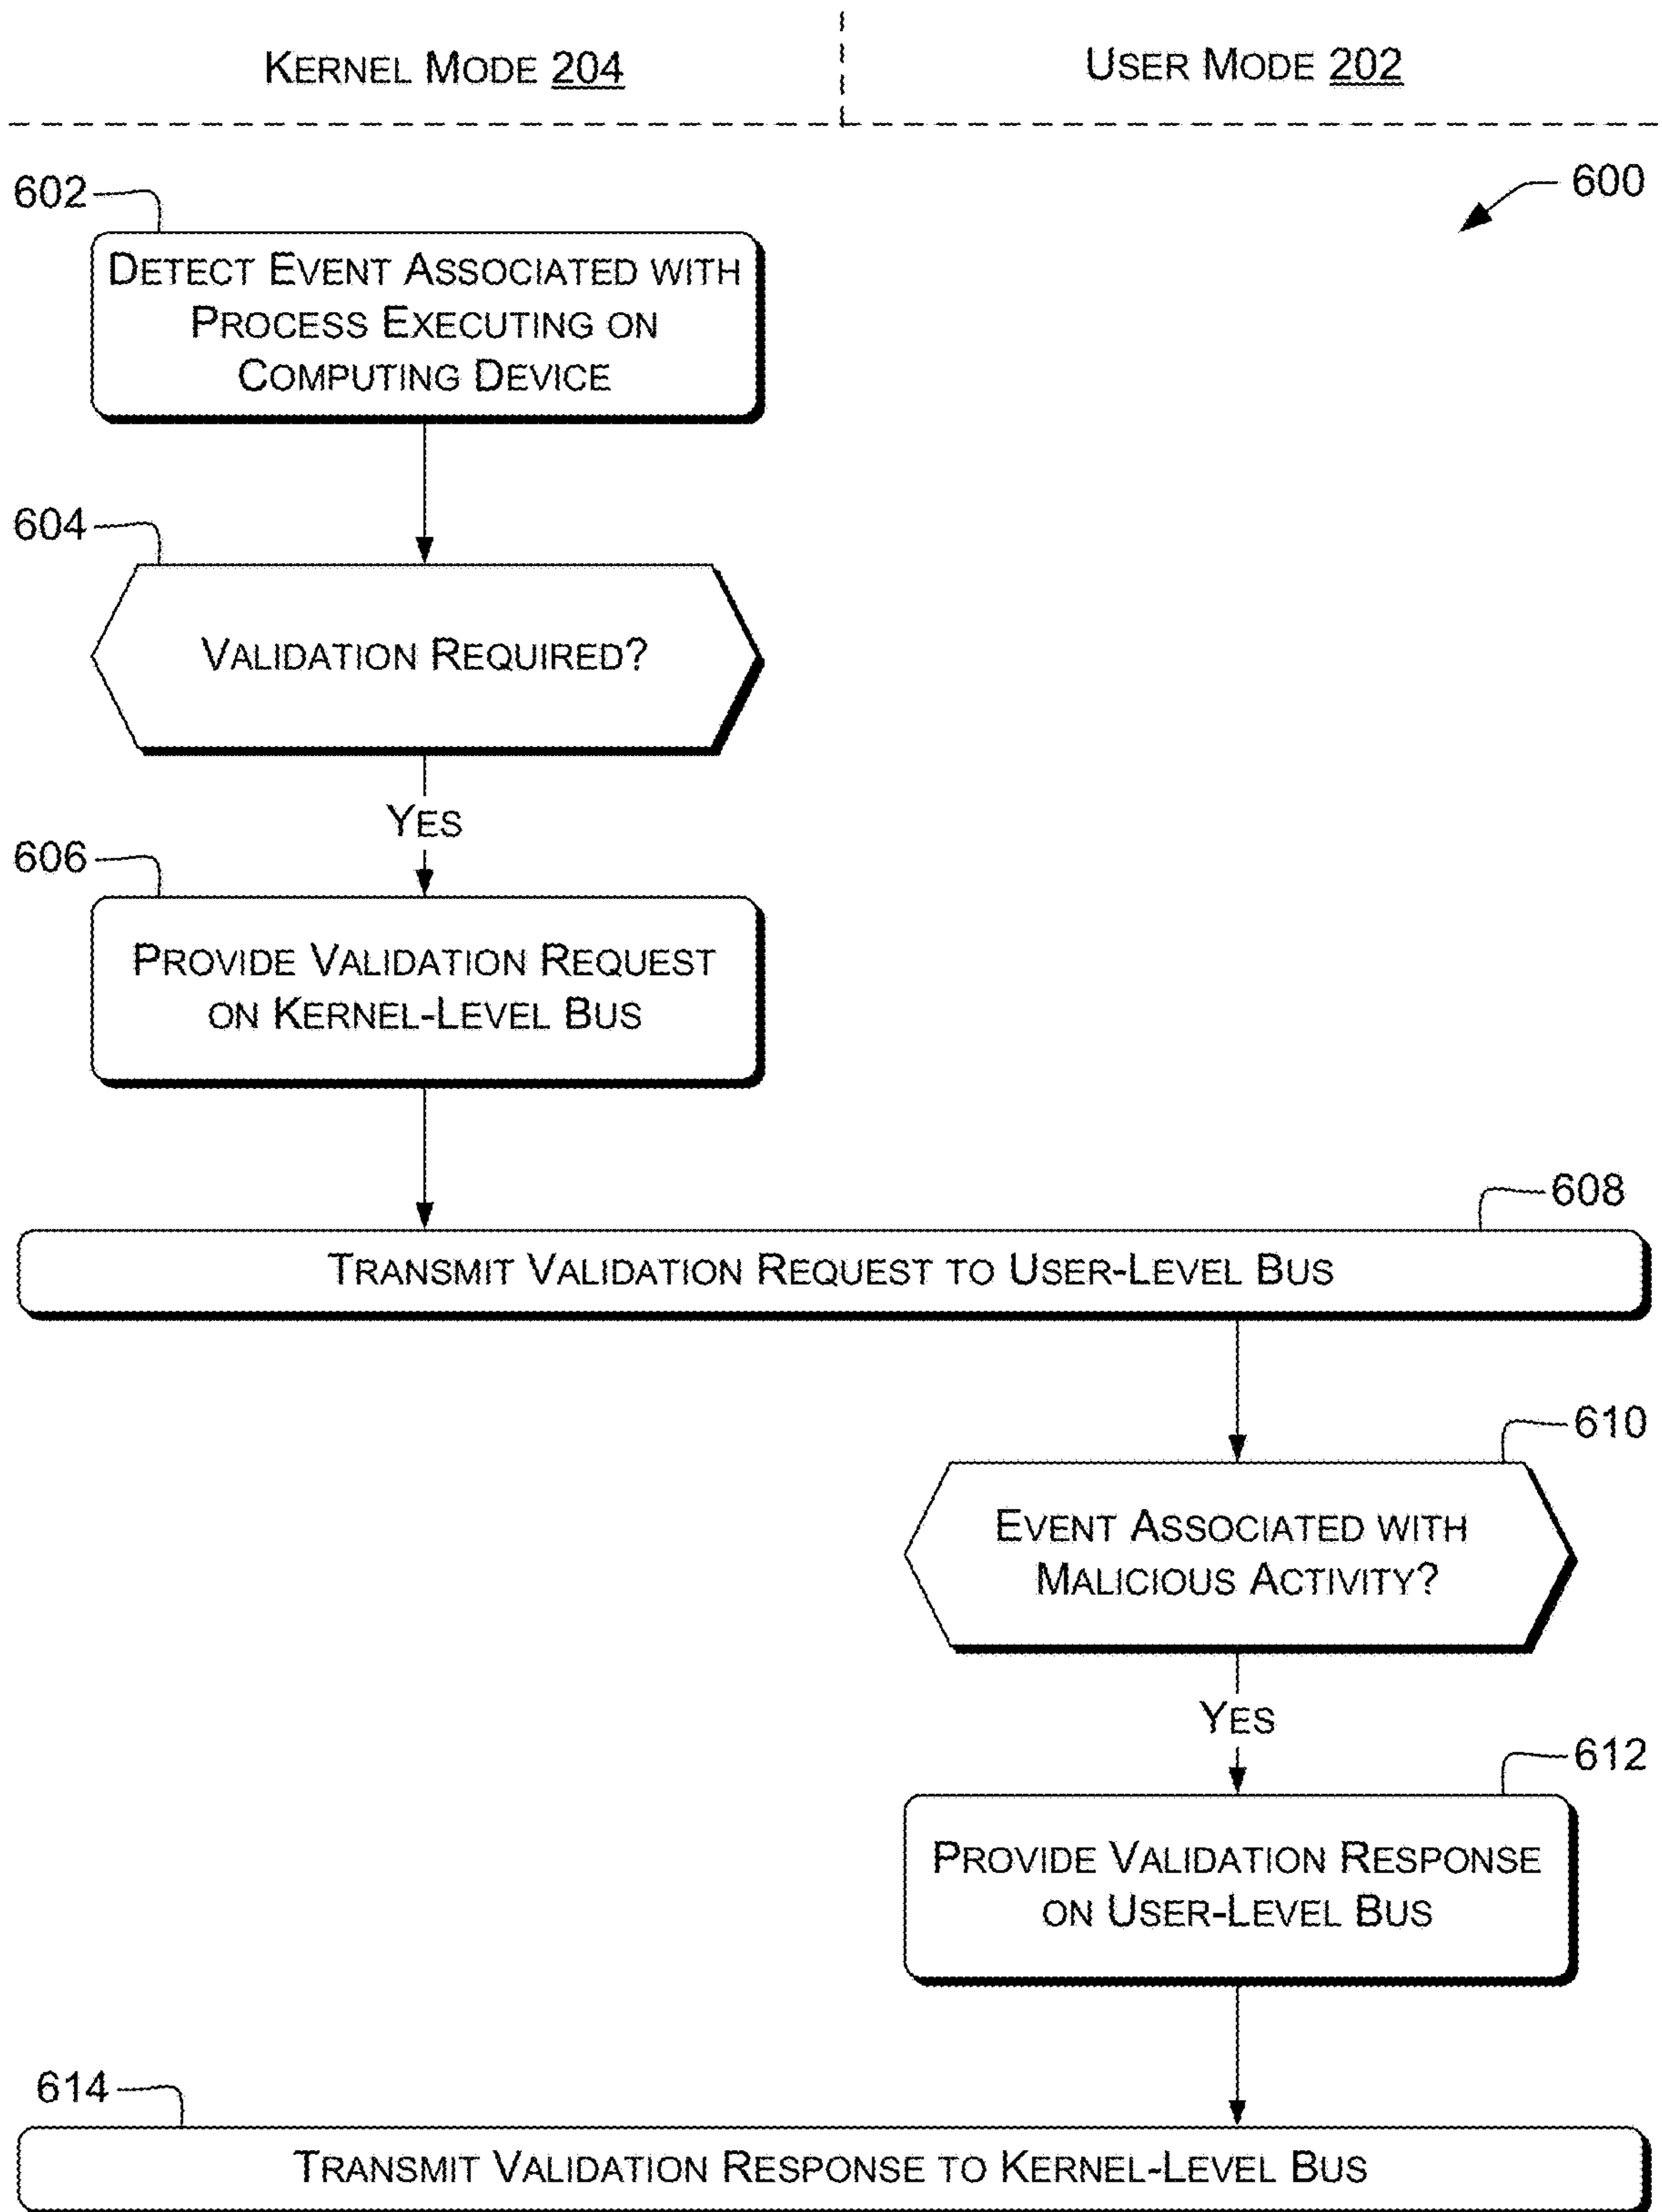 KERNEL MODE 204
USER MODE 202
600
602
DETECT EVENT ASSOCIATED WITH
PROCESS EXECUTING ON
COMPUTING DEVICE
604
VALIDATION REQUIRED?
YES
606
PROVIDE VALIDATION REQUEST
ON KERNEL-LEVEL BUS
608
TRANSMIT VALIDATION REQUEST TO USER-LEVEL BUS
610
EVENT ASSOCIATED WITH
MALICIOUS ACTIVITY?
YES
612
PROVIDE VALIDATION RESPONSE
ON USER-LEVEL BUS
614
TRANSMIT VALIDATION RESPONSE TO KERNEL-LEVEL BUS